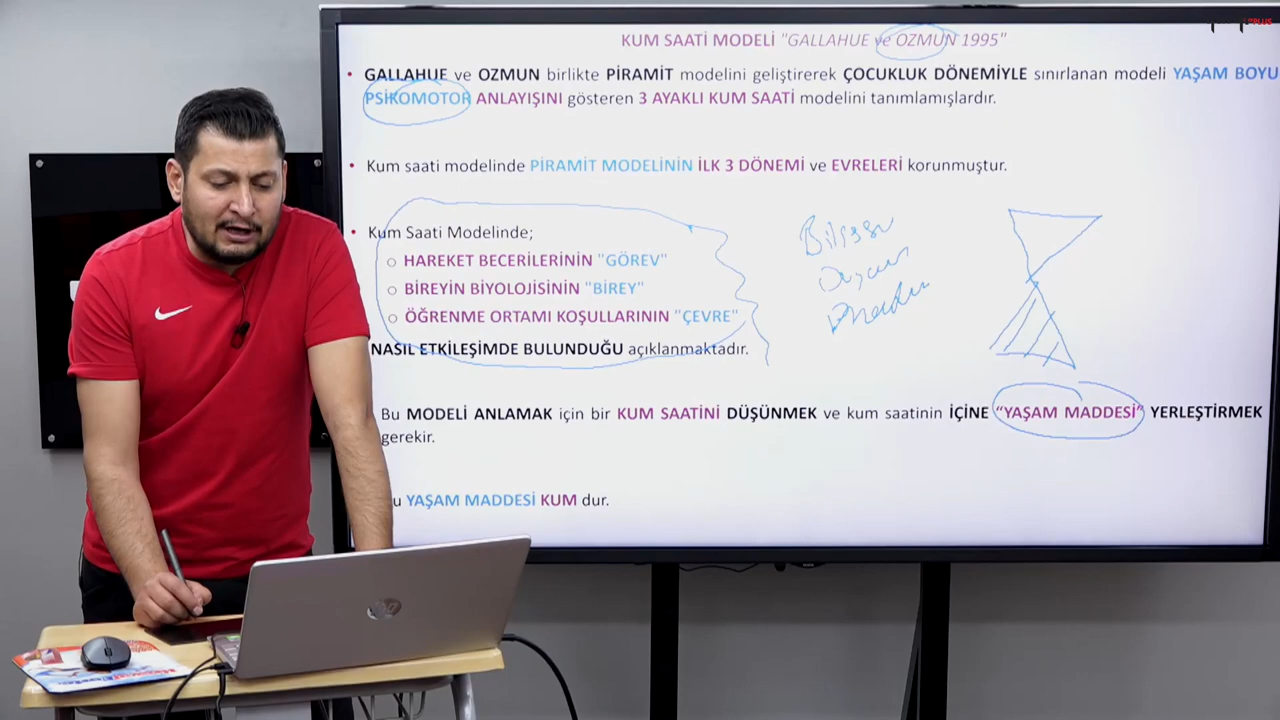 KUM SAATİ MODELİ "GALLAHUE ve OZMUN 1995"
• GALLAHUE ve OZMUN birlikte PİRAMİT modelini geliştirerek ÇOCUKLUK DÖNEMİYLE sınırlanan modeli YAŞAM BOYU
PSİKOMOTOR ANLAYIŞINI gösteren 3 AYAKLI KUM SAATİ modelini tanımlamışlardır.
• Kum saati modelinde PİRAMİT MODELİNİN İLK 3 DÖNEMİ ve EVRELERİ korunmuştur.
• Kum Saati Modelinde;
○ HAREKET BECERİLERİNİN "GÖREV"
○ BİREYİN BİYOLOJİSİNİN "BİREY"
○ ÖĞRENME ORTAMI KOŞULLARININ "ÇEVRE"
NASIL ETKİLEŞİMDE BULUNDUĞU açıklanmaktadır.
Bu MODELİ ANLAMAK için bir KUM SAATİNİ DÜŞÜNMEK ve kum saatinin İÇİNE "YAŞAM MADDESİ" YERLEŞTİRMEK
gerekir.
u YAŞAM MADDESİ KUM dur.
PLUS
hp